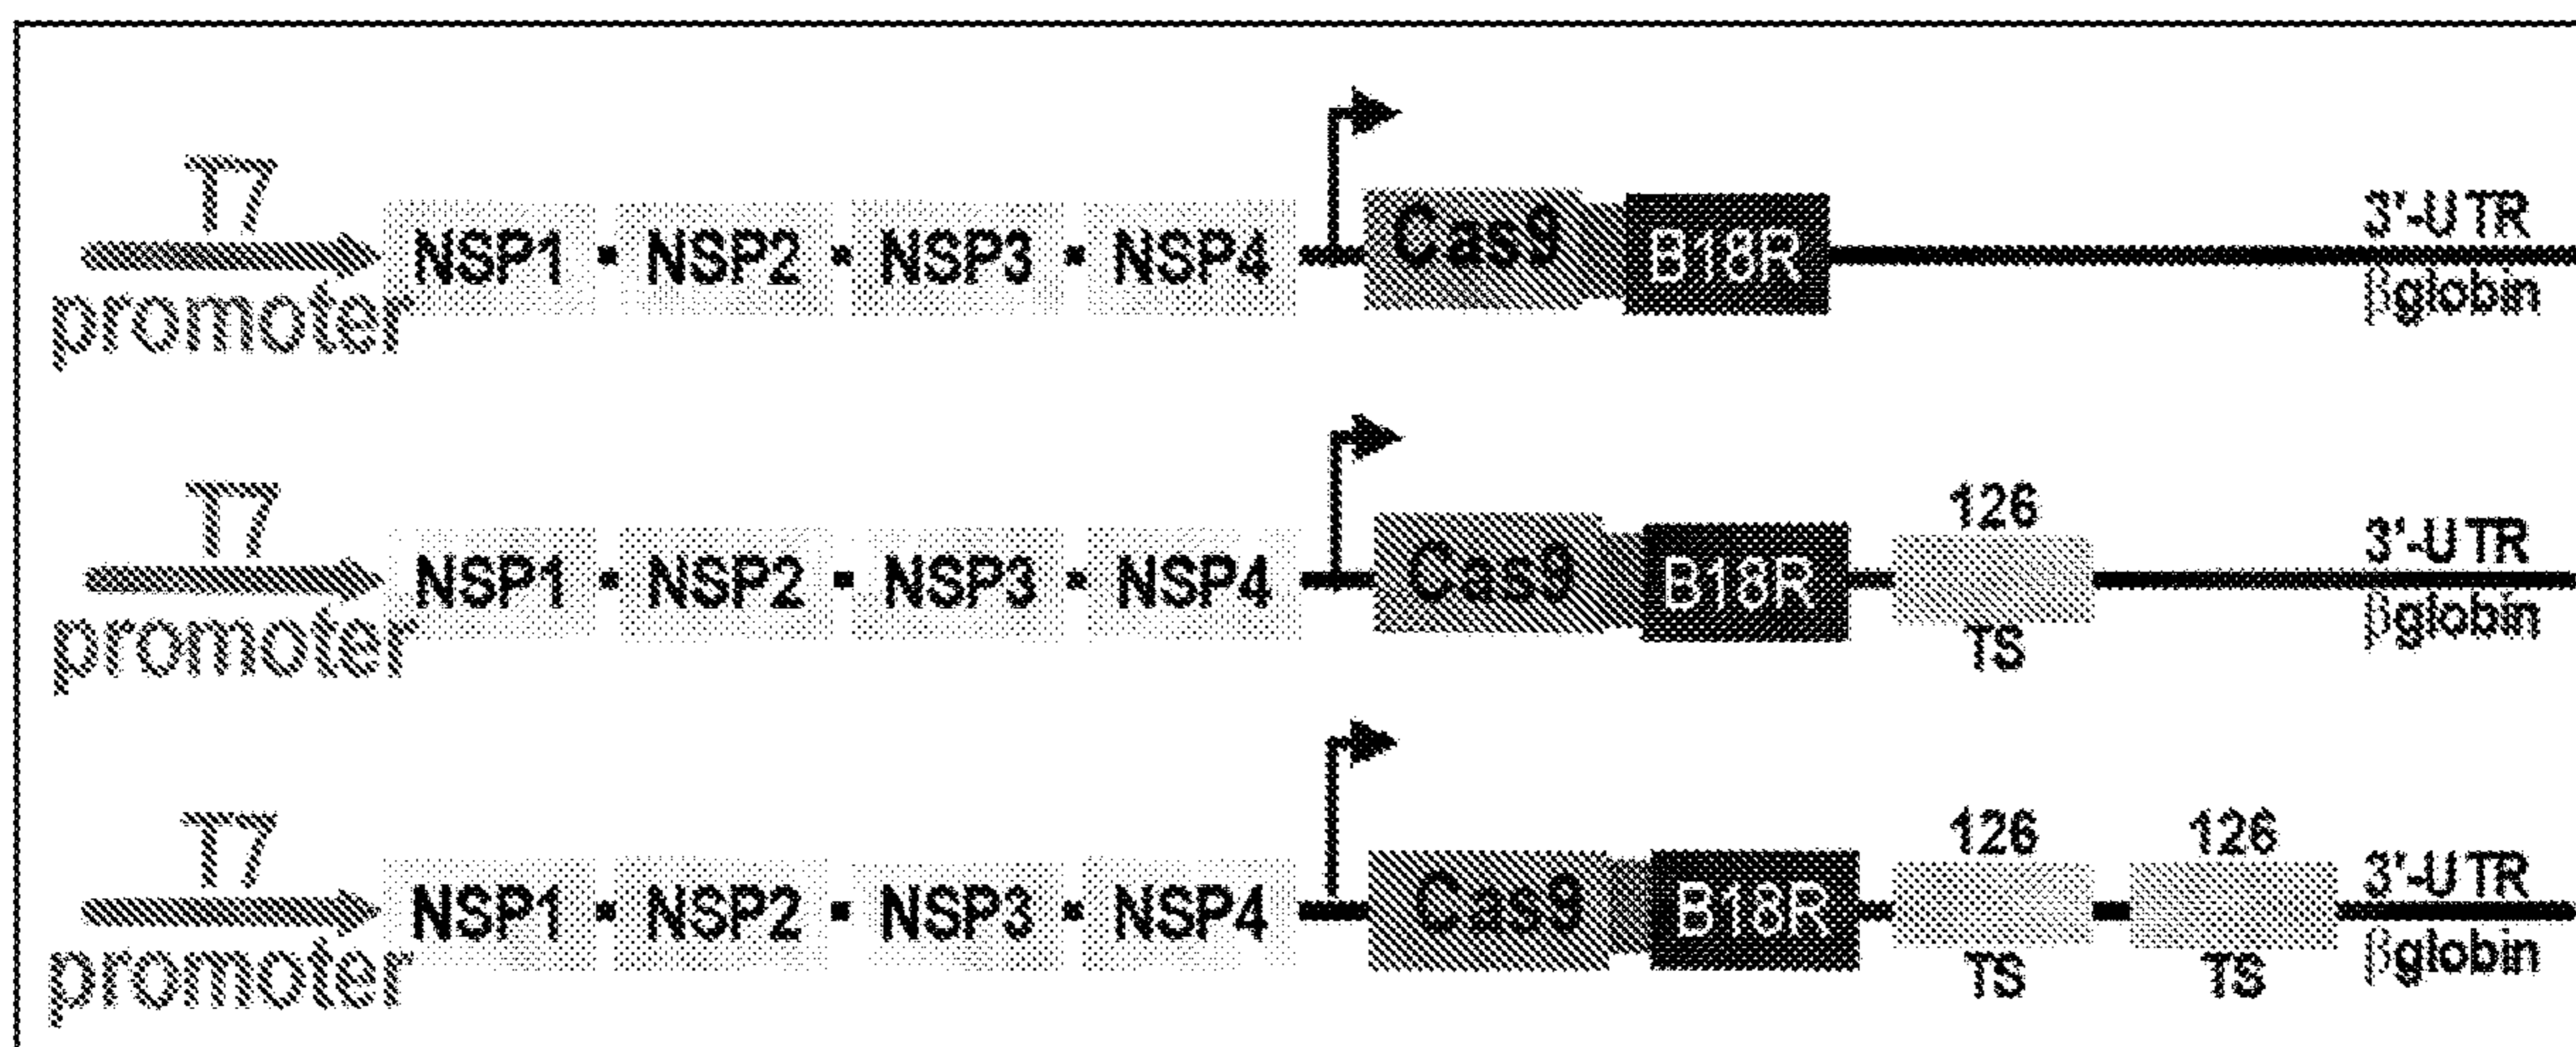 T7
promoter
NSP1 NSP2 NSP3 NSP4
Cas9
B18R
3'-UTR
βglobin
T7
promoter
NSP1 NSP2 NSP3 NSP4
Cas9
B18R
126
TS
3'-UTR
βglobin
T7
promoter
NSP1 NSP2 NSP3 NSP4
Cas9
B18R
126
TS
126
TS
3'-UTR
βglobin